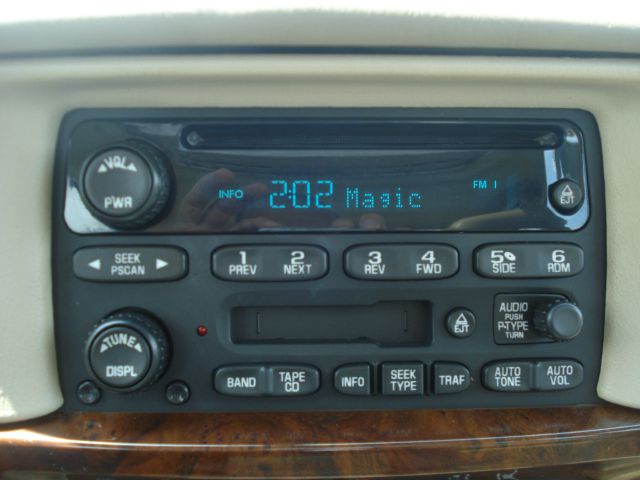 VOL
PWR
INFO 2:02 Magic FM 1
EJT
SEEK
PSCAN
1 PREV
2 NEXT
3 REV
4 FWD
5 SIDE
6 RDM
TUNE
DISPL
EJT
AUDIO
PUSH
P-TYPE
TURN
BAND
TAPE
CD
INFO
SEEK
TYPE
TRAF
AUTO
TONE
AUTO
VOL